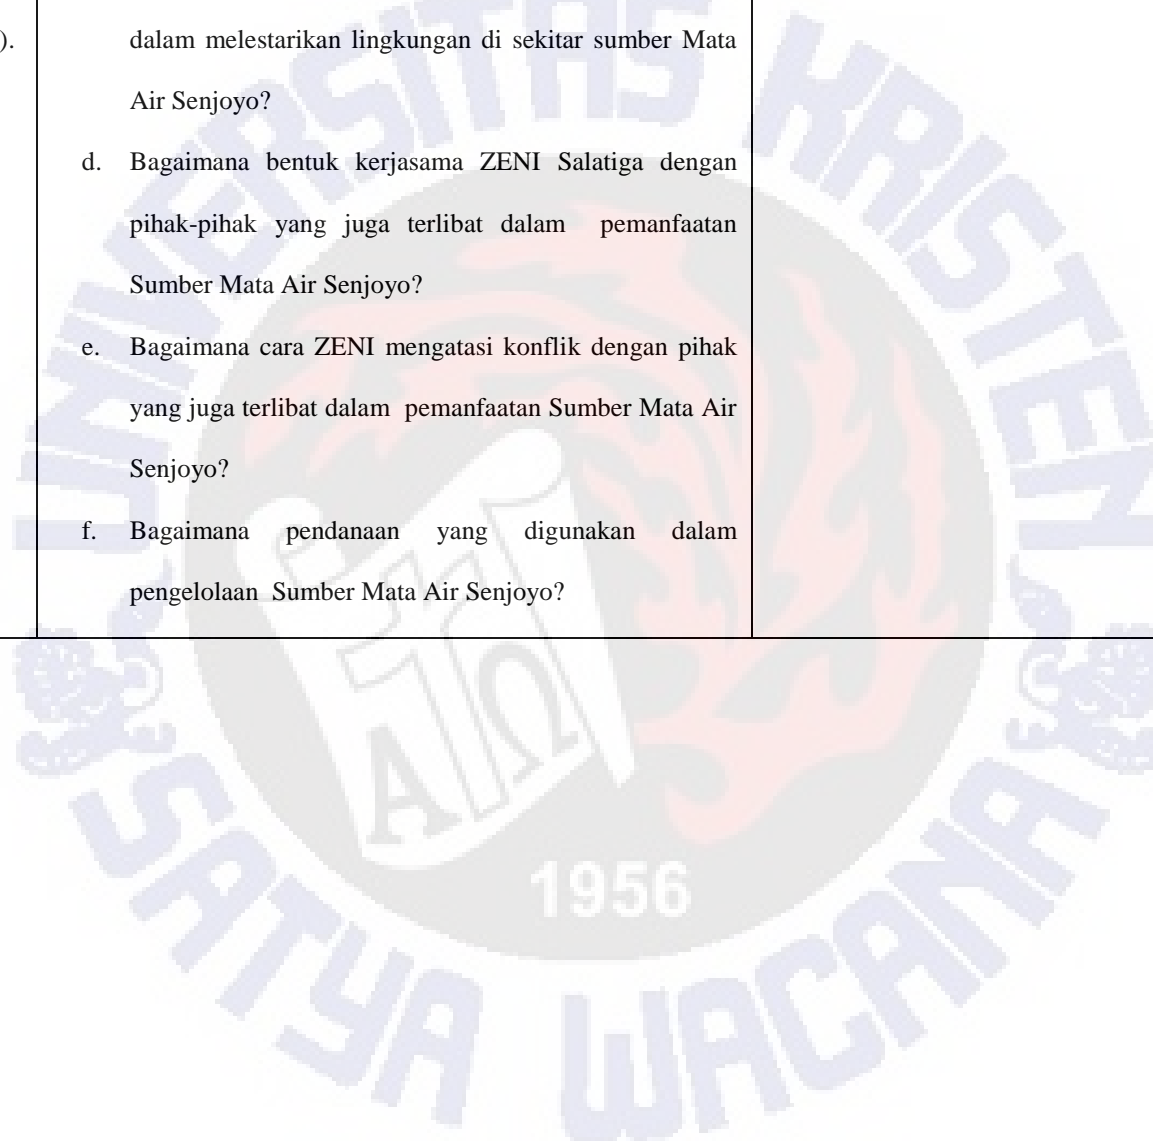 ).
dalam melestarikan lingkungan di sekitar sumber Mata
Air Senjoyo?
d. Bagaimana bentuk kerjasama ZENI Salatiga dengan
pihak-pihak yang juga terlibat dalam pemanfaatan
Sumber Mata Air Senjoyo?
e. Bagaimana cara ZENI mengatasi konflik dengan pihak
yang juga terlibat dalam pemanfaatan Sumber Mata Air
Senjoyo?
f. Bagaimana pendanaan yang digunakan dalam
pengelolaan Sumber Mata Air Senjoyo?
UNIVERSITAS KRISTEN
Α Ω
1956
SATYA WACANA